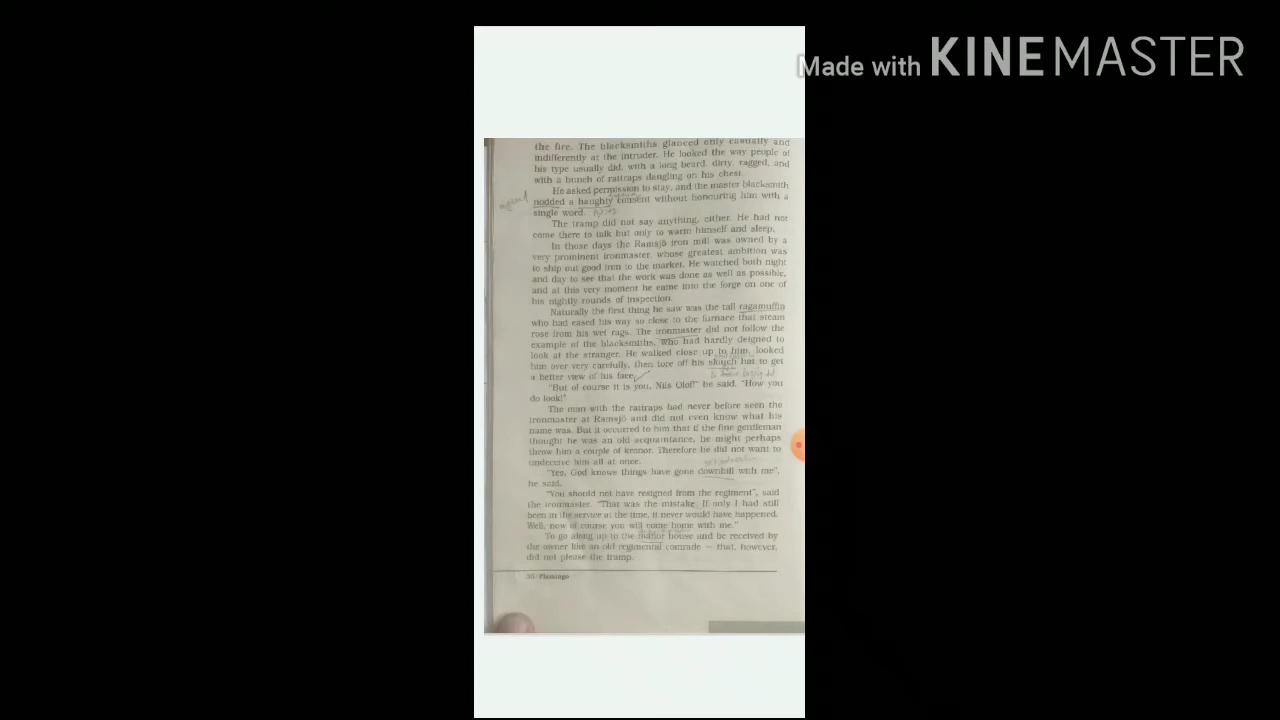 Made with KINEMASTER
the fire. The blacksmiths glanced only casually and
indifferently at the intruder. He looked the way people of
his type usually did, with a long beard, dirty, ragged, and
with a bunch of rattraps dangling on his chest.
He asked permission to stay, and the master blacksmith
nodded a haughty consent without honouring him with a
single word.
The tramp did not say anything, either. He had not
come there to talk but only to warm himself and sleep.
In those days the Ramsjö iron mill was owned by a
very prominent ironmaster, whose greatest ambition was
to ship out good iron to the market. He watched both night
and day to see that the work was done as well as possible,
and at this very moment he came into the forge on one of
his nightly rounds of inspection.
Naturally the first thing he saw was the tall ragamuffin
who had eased his way so close to the furnace that steam
rose from his wet rags. The ironmaster did not follow the
example of the blacksmiths, who had hardly deigned to
look at the stranger. He walked close up to him, looked
him over very carefully, then tore off his slouch hat to get
a better view of his face.
"But of course it is you, Nils Olof!" he said. "How you
do look!"
The man with the rattraps had never before seen the
ironmaster at Ramsjö and did not even know what his
name was. But it occurred to him that if the fine gentleman
thought he was an old acquaintance, he might perhaps
throw him a couple of kronor. Therefore he did not want to
undeceive him all at once.
"Yes, God knows things have gone downhill with me",
he said.
"You should not have resigned from the regiment", said
the ironmaster. "That was the mistake. If only I had still
been in the service at the time, it never would have happened.
Well, now of course you will come home with me."
To go along up to the manor house and be received by
the owner like an old regimental comrade — that, however,
did not please the tramp.
Flamingo